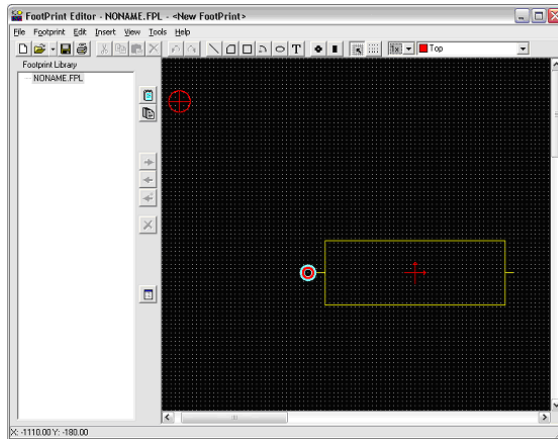 FootPrint Editor - NONAME.FPL - <New FootPrint>
File Footprint Edit Insert View Tools Help
T 1x Top
Footprint Library
NONAME.FPL
X: -1110.00 Y: -180.00